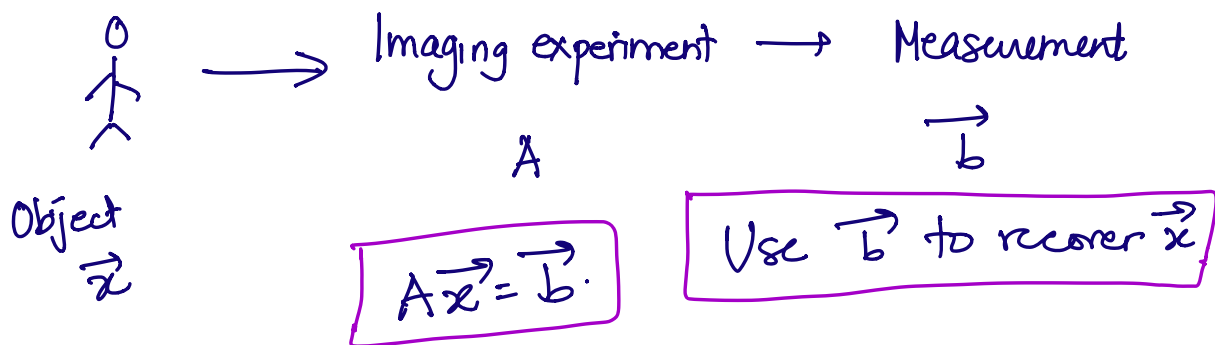 Imaging experiment → Measurement
A
b⃗
Object
x⃗
Ax⃗ = b⃗.
Use b⃗ to recover x⃗